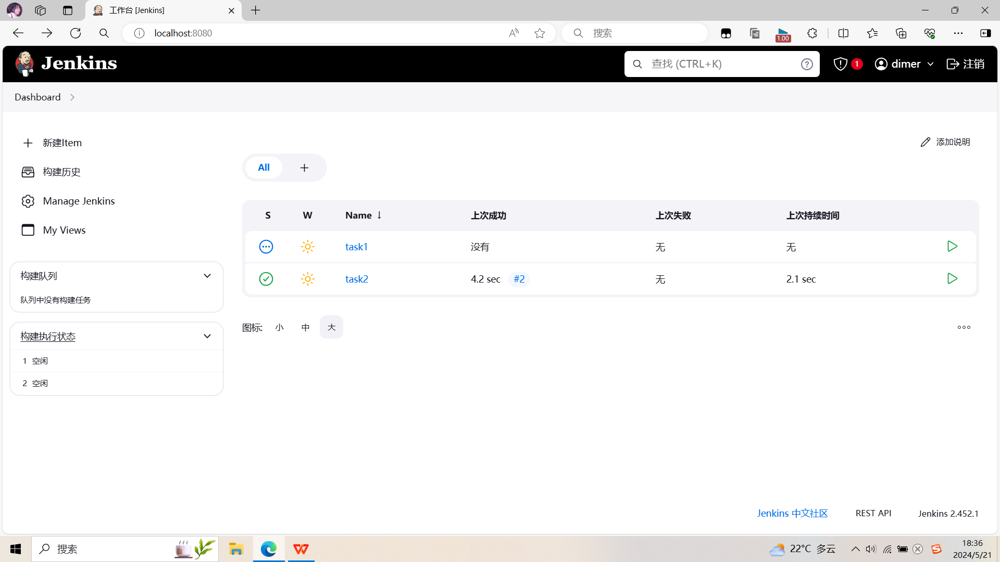 工作台 [Jenkins]
localhost:8080
搜索
1.00
Jenkins
查找 (CTRL+K)
1
dimer
注销
Dashboard
新建Item
添加说明
构建历史
All
Manage Jenkins
My Views
S W Name ↓ 上次成功 上次失败 上次持续时间
task1 没有 无 无
task2 4.2 sec #2 无 2.1 sec
构建队列
队列中没有构建任务
图标: 小 中 大
构建执行状态
1 空闲
2 空闲
Jenkins 中文社区 REST API Jenkins 2.452.1
搜索
22°C 多云
18:36
2024/5/21